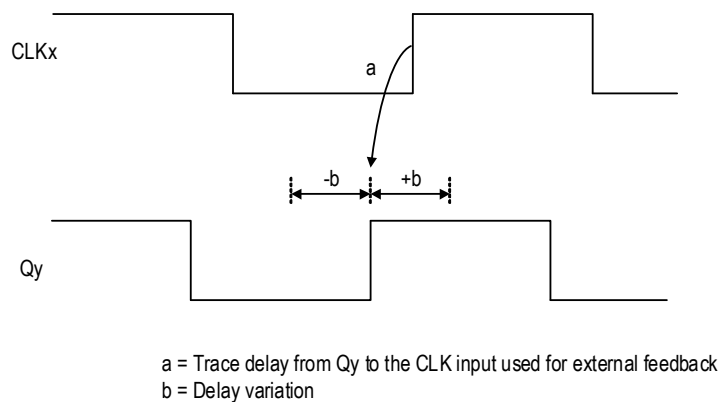 CLKx
a
-b
+b
Qy
a = Trace delay from Qy to the CLK input used for external feedback
b = Delay variation